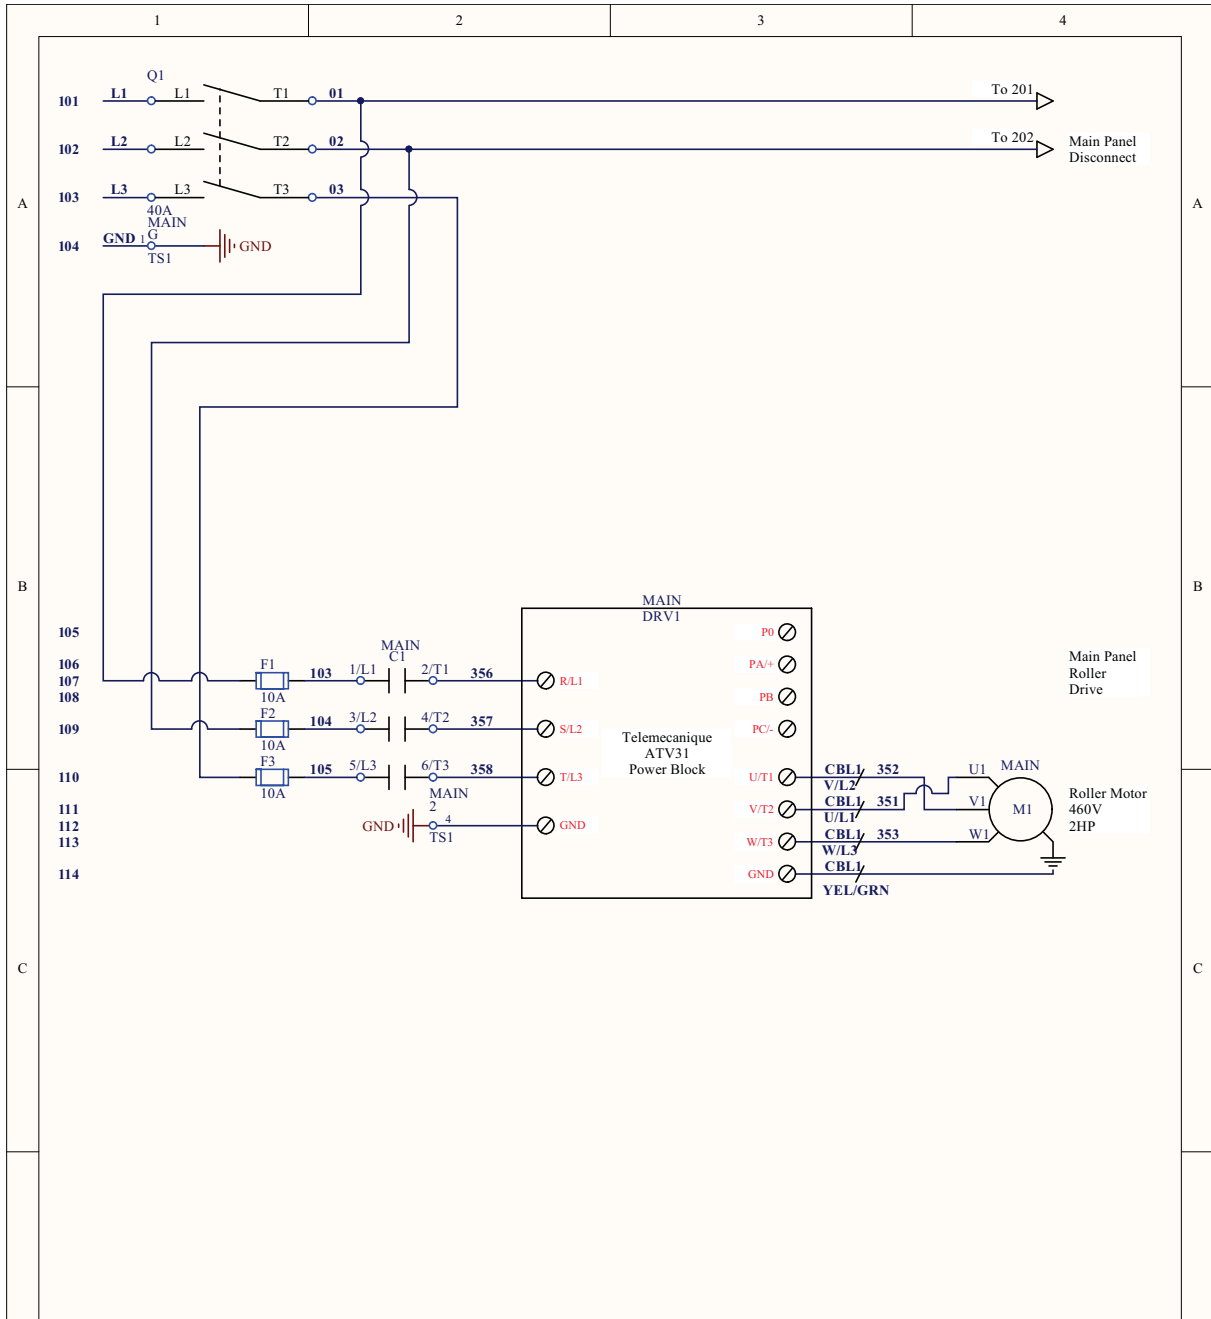 1 2 3 4
Q1
101 L1 L1 T1 01 To 201
102 L2 L2 T2 02 To 202 Main Panel
Disconnect
103 L3 L3 T3 03
A A
40A
MAIN
G
104 GND 1 GND
TS1
B B
MAIN
DRV1
105 P0
MAIN
C1
106 PA/+ Main Panel
Roller
Drive
F1 103 1/L1 2/T1 356
107 R/L1
10A
108 PB
F2 104 3/L2 4/T2 357
109 S/L2 PC/-
10A
Telemecanique
ATV31
Power Block
F3 105 5/L3 6/T3 358
110 T/L3 U/T1 CBL1 352 U1 MAIN
10A
V/L2
MAIN
2
111 V/T2 CBL1 351 V1 M1 Roller Motor
460V
2HP
U/L1
112 GND 4 GND
TS1
113 W/T3 CBL1 353 W1
W/L3
114 GND CBL1
YEL/GRN
C C